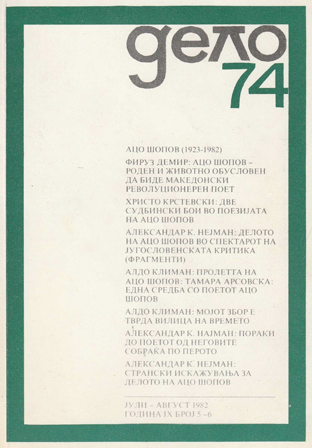 дело
74
АЦО ШОПОВ (1923-1982)
ФИРУЗ ДЕМИР: АЦО ШОПОВ –
РОДЕН И ЖИВОТНО ОБУСЛОВЕН
ДА БИДЕ МАКЕДОНСКИ
РЕВОЛУЦИОНЕРЕН ПОЕТ
ХРИСТО КРСТЕВСКИ: ДВЕ
СУДБИНСКИ БОИ ВО ПОЕЗИЈАТА
НА АЦО ШОПОВ
АЛЕКСАНДАР К. НЕЈМАН: ДЕЛОТО
НА АЦО ШОПОВ ВО СПЕКТАРОТ НА
ЈУГОСЛОВЕНСКАТА КРИТИКА
(ФРАГМЕНТИ)
АЛДО КЛИМАН: ПРОЛЕТТА НА
АЦО ШОПОВ: ТАМАРА АРСОВСКА:
ЕДНА СРЕДБА СО ПОЕТОТ АЦО
ШОПОВ
АЛДО КЛИМАН: МОЈОТ ЗБОР Е
ТВРДА ВИЛИЦА НА ВРЕМЕТО
АЛЕКСАНДАР К. НАЈМАН: ПОРАКИ
ДО ПОЕТОТ ОД НЕГОВИТЕ
СОБРАКА ПО ПЕРОТО
АЛЕКСАНДАР К. НЕЈМАН:
СТРАНСКИ ИСКАЖУВАЊА ЗА
ДЕЛОТО НА АЦО ШОПОВ
ЈУЛИ – АВГУСТ 1982
ГОДИНА IX БРОЈ 5–6